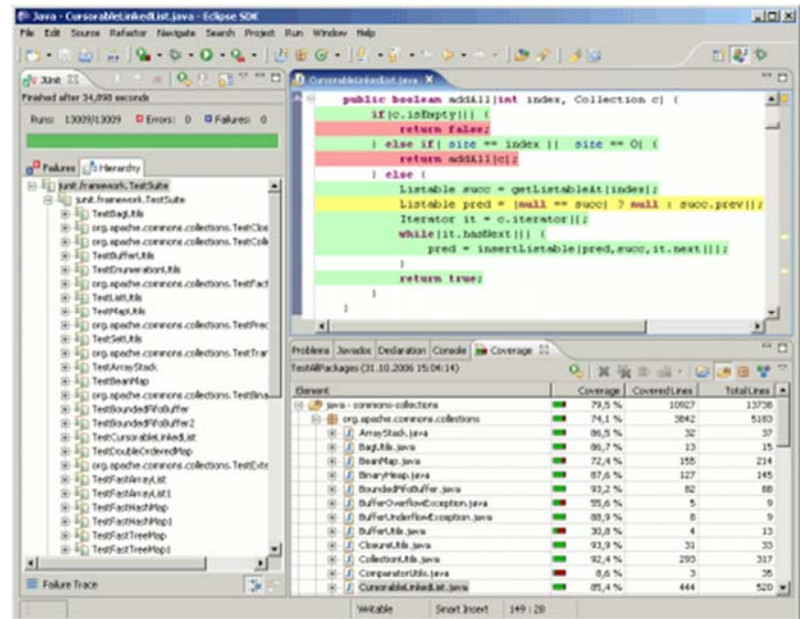 Java - CursorableLinkedList.java - Eclipse SDK
File Edit Source Refactor Navigate Search Project Run Window Help
JUnit
Finished after 34,898 seconds
Runs: 13009/13009 Errors: 0 Failures: 0
Failures Hierarchy
junit.framework.TestSuite
junit.framework.TestSuite
TestBagUtils
org.apache.commons.collections.TestClos
org.apache.commons.collections.TestColl
TestBufferUtils
TestEnumerationUtils
org.apache.commons.collections.TestFact
TestListUtils
TestMapUtils
org.apache.commons.collections.TestPrec
TestSetUtils
org.apache.commons.collections.TestTrar
TestArrayStack
TestBeanMap
org.apache.commons.collections.TestBina
TestBoundedFifoBuffer
TestBoundedFifoBuffer2
TestCursorableLinkedList
TestDoubleOrderedMap
org.apache.commons.collections.TestExte
TestFastArrayList
TestFastArrayList1
TestFastHashMap
TestFastHashMap1
TestFastTreeMap
TestFastTreeMap1
Failure Trace
CursorableLinkedList.java
public boolean addAll(int index, Collection c) {
if(c.isEmpty()) {
return false;
} else if( size == index || size == 0) {
return addAll(c);
} else {
Listable succ = getListableAt(index);
Listable pred = (null == succ) ? null : succ.prev();
Iterator it = c.iterator();
while(it.hasNext()) {
pred = insertListable(pred,succ,it.next());
}
return true;
}
}
Problems Javadoc Declaration Console Coverage
TestAllPackages (31.10.2006 15:04:14)
Element Coverage Covered Lines Total Lines
java - commons-collections 79,5 % 10927 13738
org.apache.commons.collections 74,1 % 3842 5183
ArrayStack.java 86,5 % 32 37
BagUtils.java 86,7 % 13 15
BeanMap.java 72,4 % 155 214
BinaryHeap.java 87,6 % 127 145
BoundedFifoBuffer.java 93,2 % 82 88
BufferOverflowException.java 55,6 % 5 9
BufferUnderflowException.java 88,9 % 8 9
BufferUtils.java 30,8 % 4 13
ClosureUtils.java 93,9 % 31 33
CollectionUtils.java 92,4 % 293 317
ComparatorUtils.java 8,6 % 3 35
CursorableLinkedList.java 85,4 % 444 520
Writable Smart Insert 149 : 28